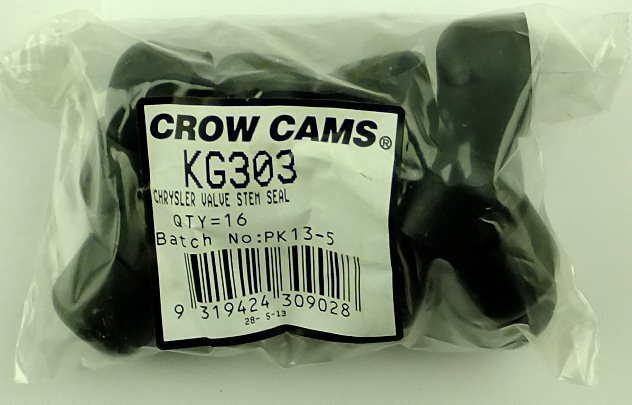 CROW CAMS®
KG303
CHRYSLER VALVE STEM SEAL
QTY=16
Batch No:PK13-5
9 319424 309028
28- 5-13